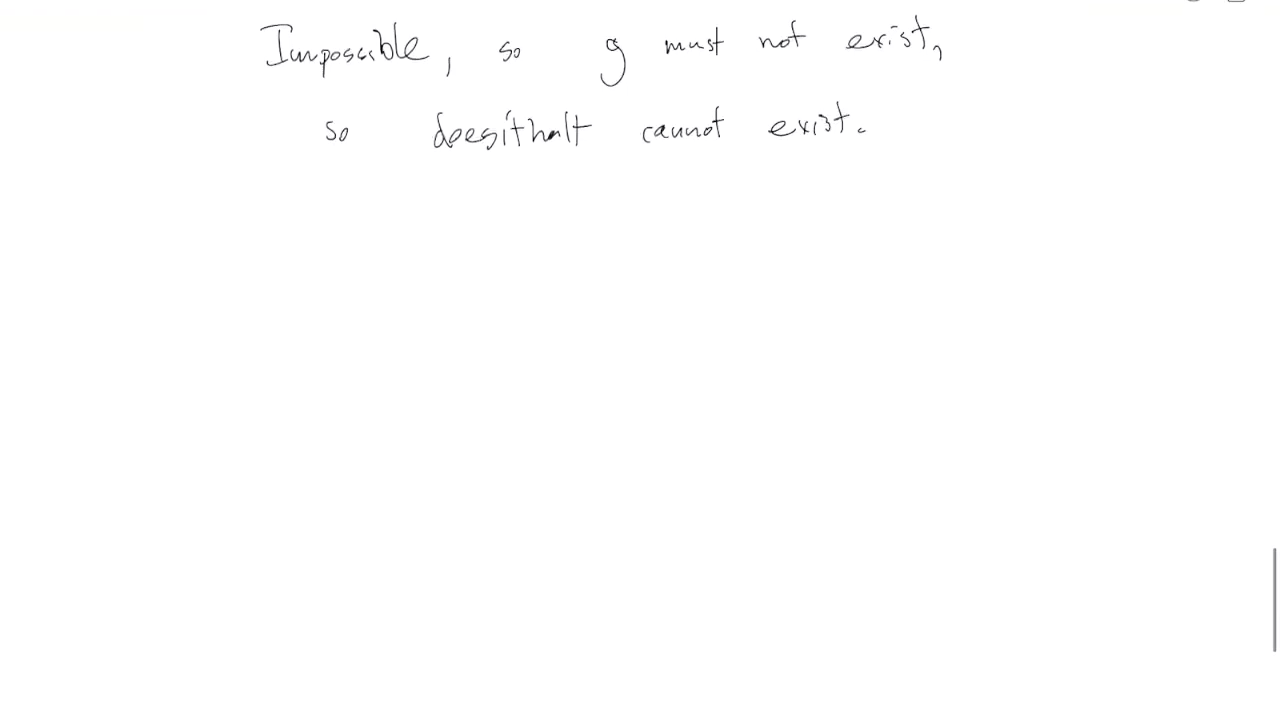 Impossible, so g must not exist,
so doesithalt cannot exist.